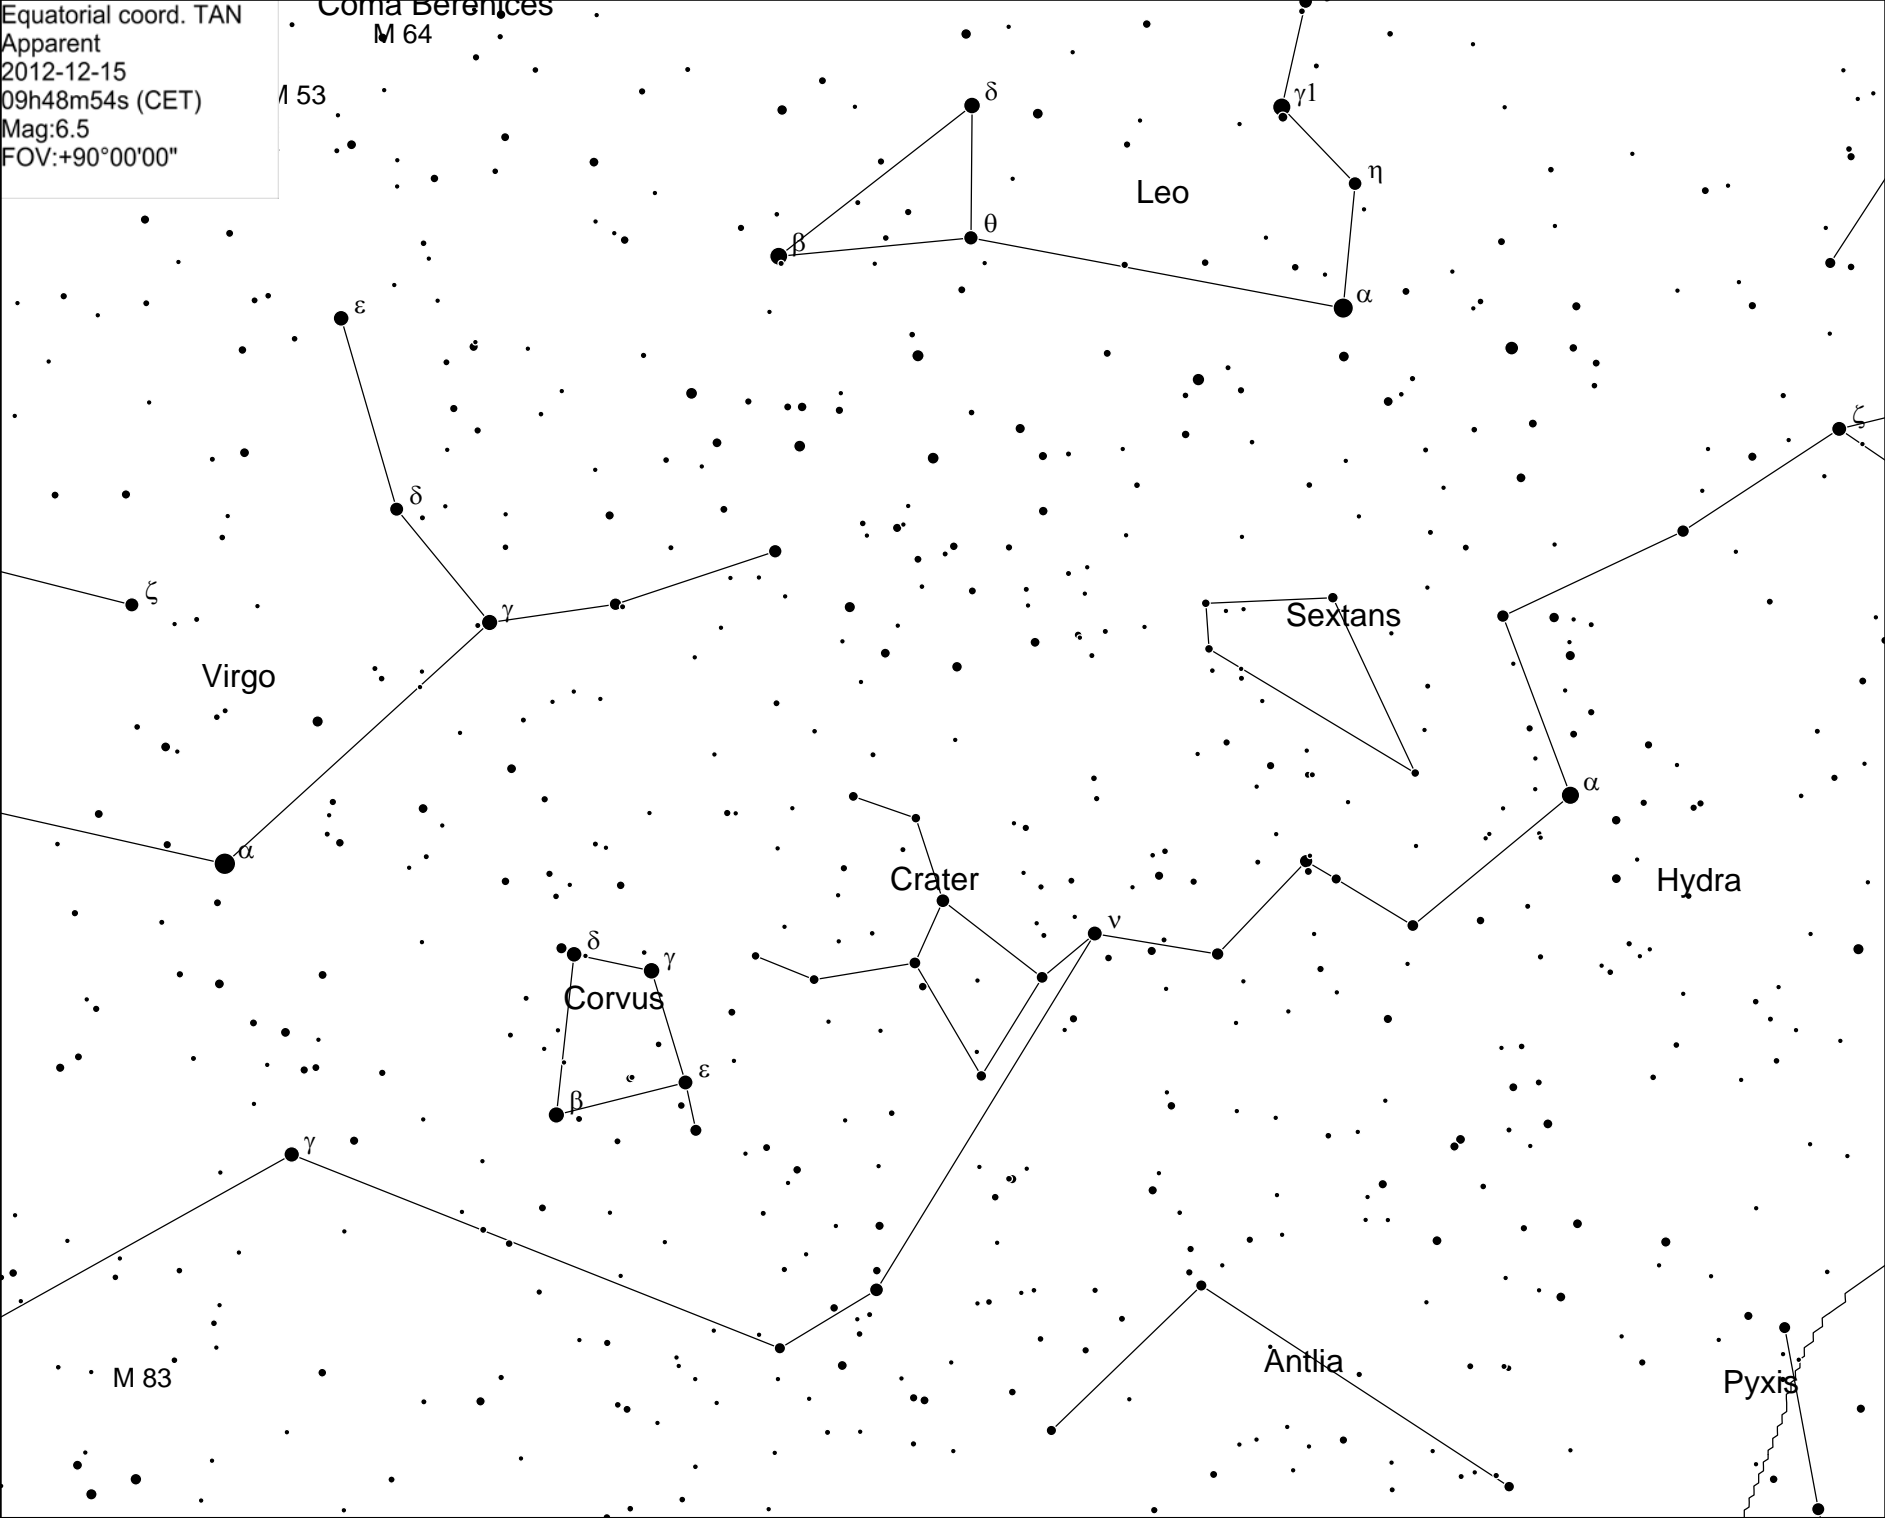 Equatorial coord. TAN
Apparent
2012-12-15
09h48m54s (CET)
Mag:6.5
FOV:+90°00'00"
Coma Berenices
M 64
M 53
δ
γ1
η
Leo
θ
β
α
ε
ζ
δ
ζ
γ
Sextans
Virgo
α
α
Crater
Hydra
ν
δ
γ
Corvus
ε
β
γ
Antlia
M 83
Pyxis